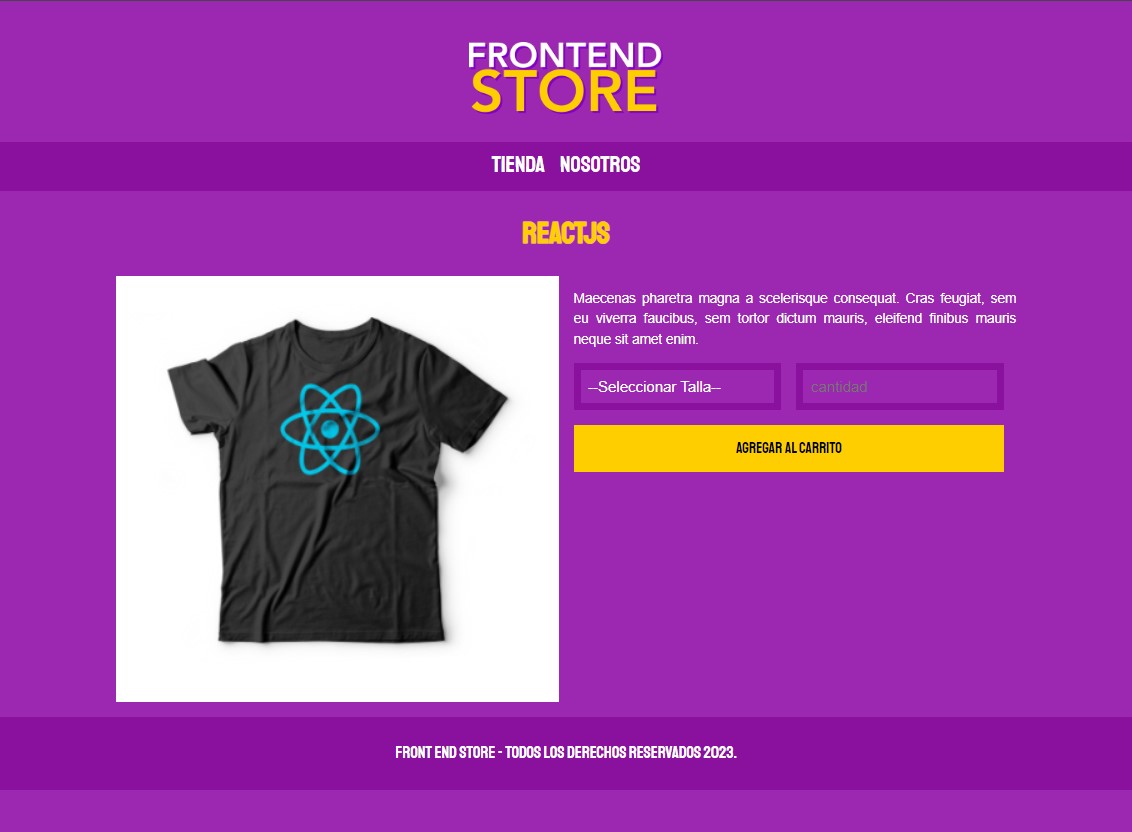 FRONTEND
STORE
TIENDA NOSOTROS
REACTJS
Maecenas pharetra magna a scelerisque consequat. Cras feugiat, sem
eu viverra faucibus, sem tortor dictum mauris, eleifend finibus mauris
neque sit amet enim.
--Seleccionar Talla-- cantidad
AGREGAR AL CARRITO
FRONT END STORE - TODOS LOS DERECHOS RESERVADOS 2023.